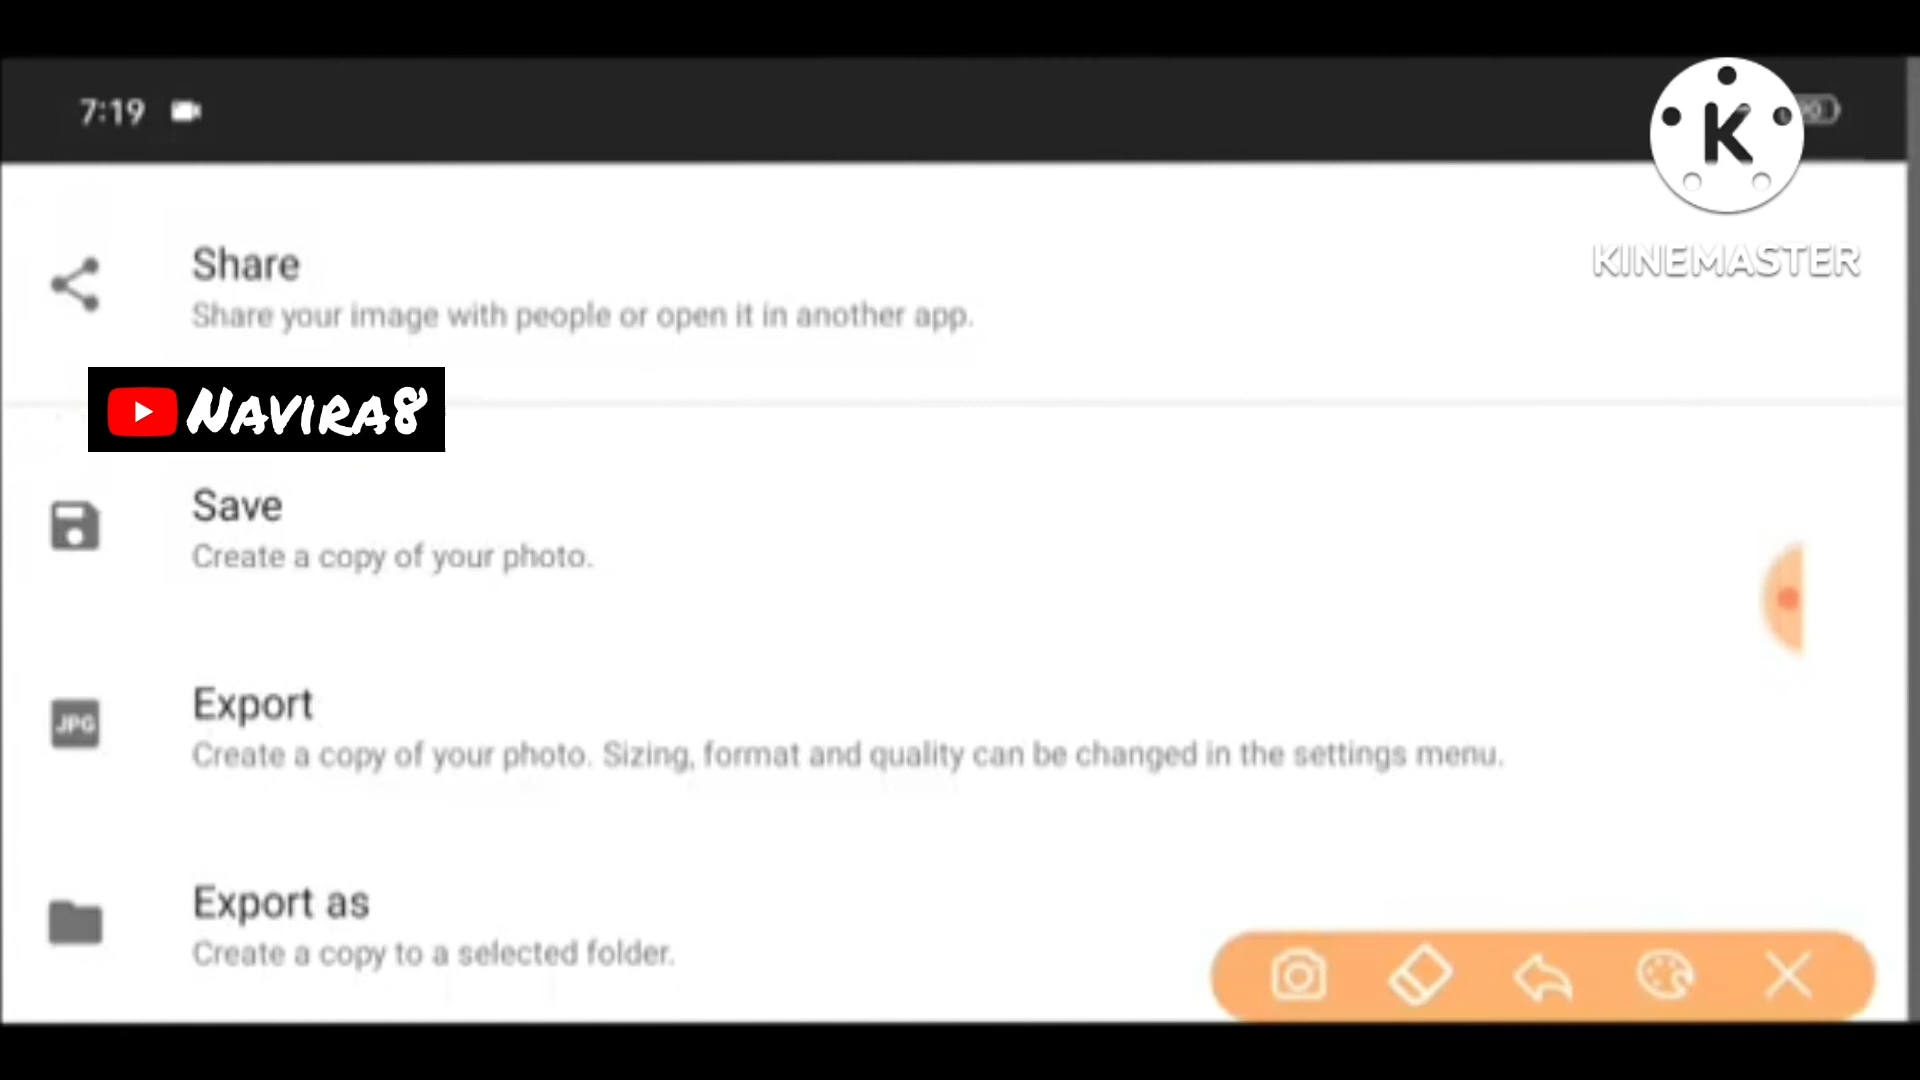 7:19
K
KINEMASTER
Share
Share your image with people or open it in another app.
NAVIRA8
Save
Create a copy of your photo.
JPG
Export
Create a copy of your photo. Sizing, format and quality can be changed in the settings menu.
Export as
Create a copy to a selected folder.